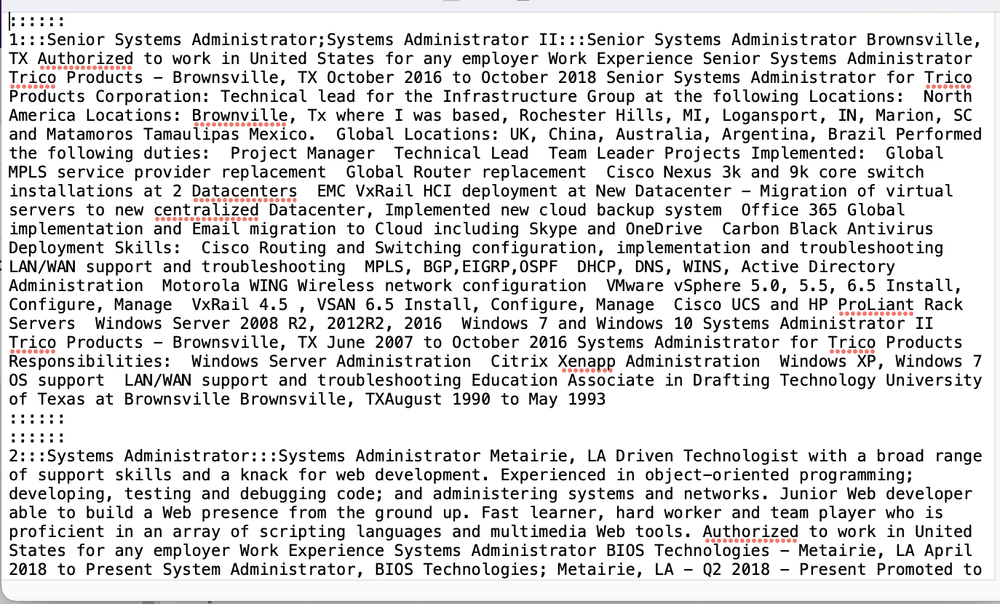 ::::::
1:::Senior Systems Administrator;Systems Administrator II:::Senior Systems Administrator Brownsville,
TX Authorized to work in United States for any employer Work Experience Senior Systems Administrator
Trico Products – Brownsville, TX October 2016 to October 2018 Senior Systems Administrator for Trico
Products Corporation: Technical lead for the Infrastructure Group at the following Locations:  North
America Locations: Brownville, Tx where I was based, Rochester Hills, MI, Logansport, IN, Marion, SC
and Matamoros Tamaulipas Mexico.  Global Locations: UK, China, Australia, Argentina, Brazil Performed
the following duties:  Project Manager  Technical Lead  Team Leader Projects Implemented:  Global
MPLS service provider replacement  Global Router replacement  Cisco Nexus 3k and 9k core switch
installations at 2 Datacenters  EMC VxRail HCI deployment at New Datacenter – Migration of virtual
servers to new centralized Datacenter, Implemented new cloud backup system  Office 365 Global
implementation and Email migration to Cloud including Skype and OneDrive  Carbon Black Antivirus
Deployment Skills:  Cisco Routing and Switching configuration, implementation and troubleshooting
LAN/WAN support and troubleshooting  MPLS, BGP,EIGRP,OSPF  DHCP, DNS, WINS, Active Directory
Administration  Motorola WING Wireless network configuration  VMware vSphere 5.0, 5.5, 6.5 Install,
Configure, Manage  VxRail 4.5 , VSAN 6.5 Install, Configure, Manage  Cisco UCS and HP ProLiant Rack
Servers  Windows Server 2008 R2, 2012R2, 2016  Windows 7 and Windows 10 Systems Administrator II
Trico Products – Brownsville, TX June 2007 to October 2016 Systems Administrator for Trico Products
Responsibilities:  Windows Server Administration  Citrix Xenapp Administration  Windows XP, Windows 7
OS support  LAN/WAN support and troubleshooting Education Associate in Drafting Technology University
of Texas at Brownsville Brownsville, TXAugust 1990 to May 1993
::::::
::::::
2:::Systems Administrator:::Systems Administrator Metairie, LA Driven Technologist with a broad range
of support skills and a knack for web development. Experienced in object-oriented programming;
developing, testing and debugging code; and administering systems and networks. Junior Web developer
able to build a Web presence from the ground up. Fast learner, hard worker and team player who is
proficient in an array of scripting languages and multimedia Web tools. Authorized to work in United
States for any employer Work Experience Systems Administrator BIOS Technologies – Metairie, LA April
2018 to Present System Administrator, BIOS Technologies; Metairie, LA – Q2 2018 – Present Promoted to